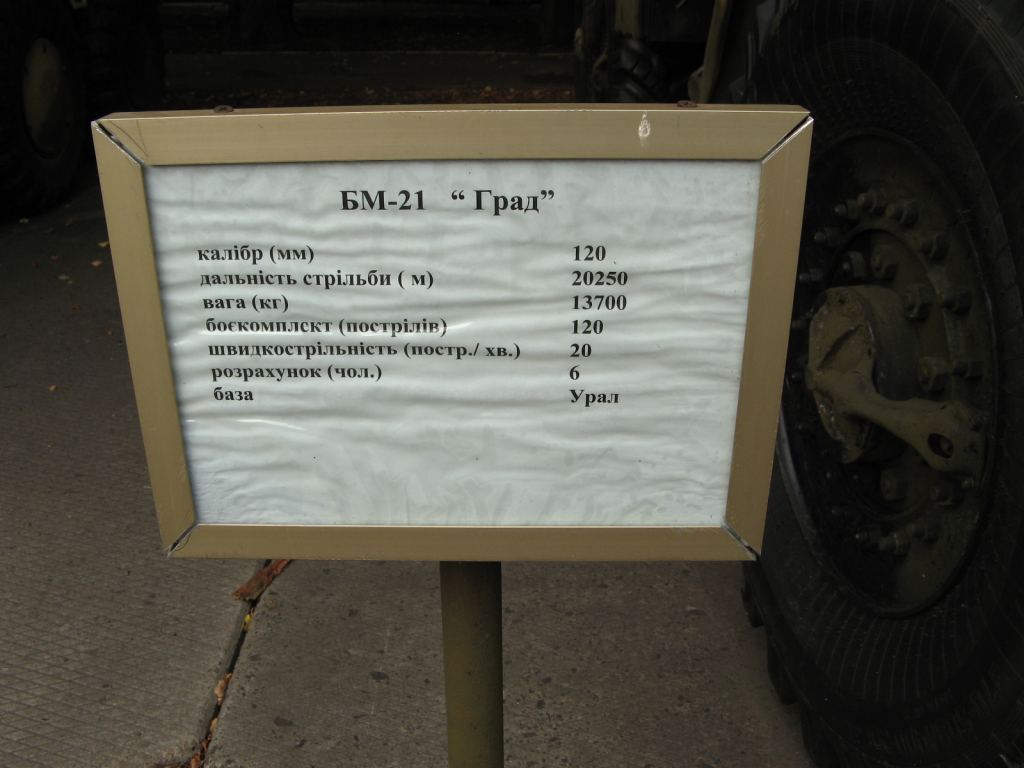 БМ-21 “ Град”
калібр (мм) 120
дальність стрільби ( м) 20250
вага (кг) 13700
боєкомплект (пострілів) 120
швидкострільність (постр./ хв.) 20
розрахунок (чол.) 6
база Урал